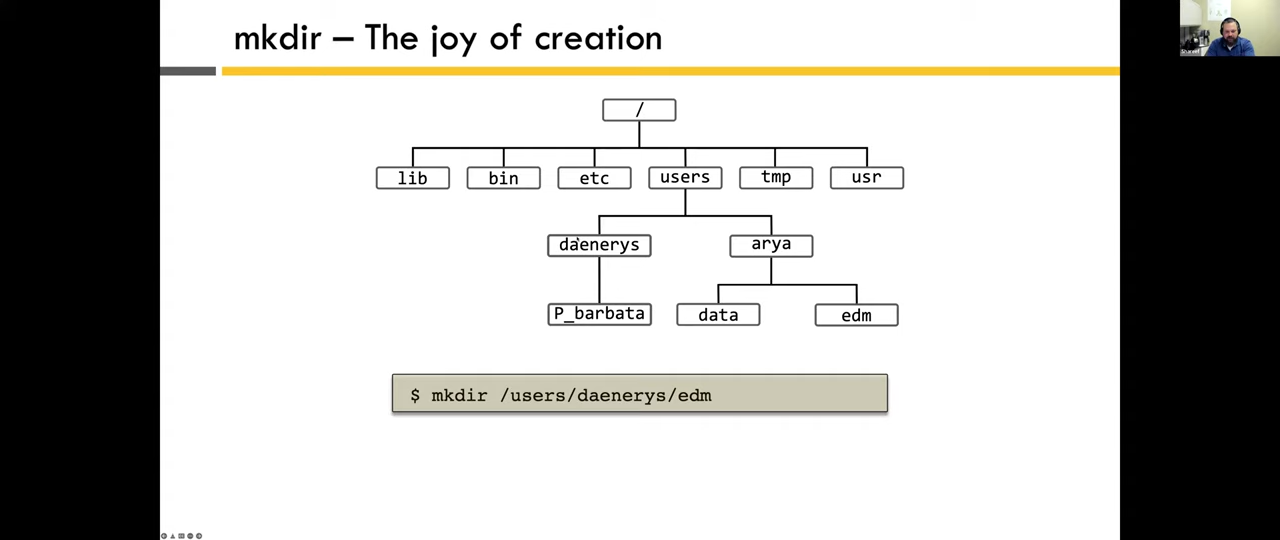 mkdir – The joy of creation
/
lib bin etc users tmp usr
daenerys arya
P_barbata data edm
$ mkdir /users/daenerys/edm